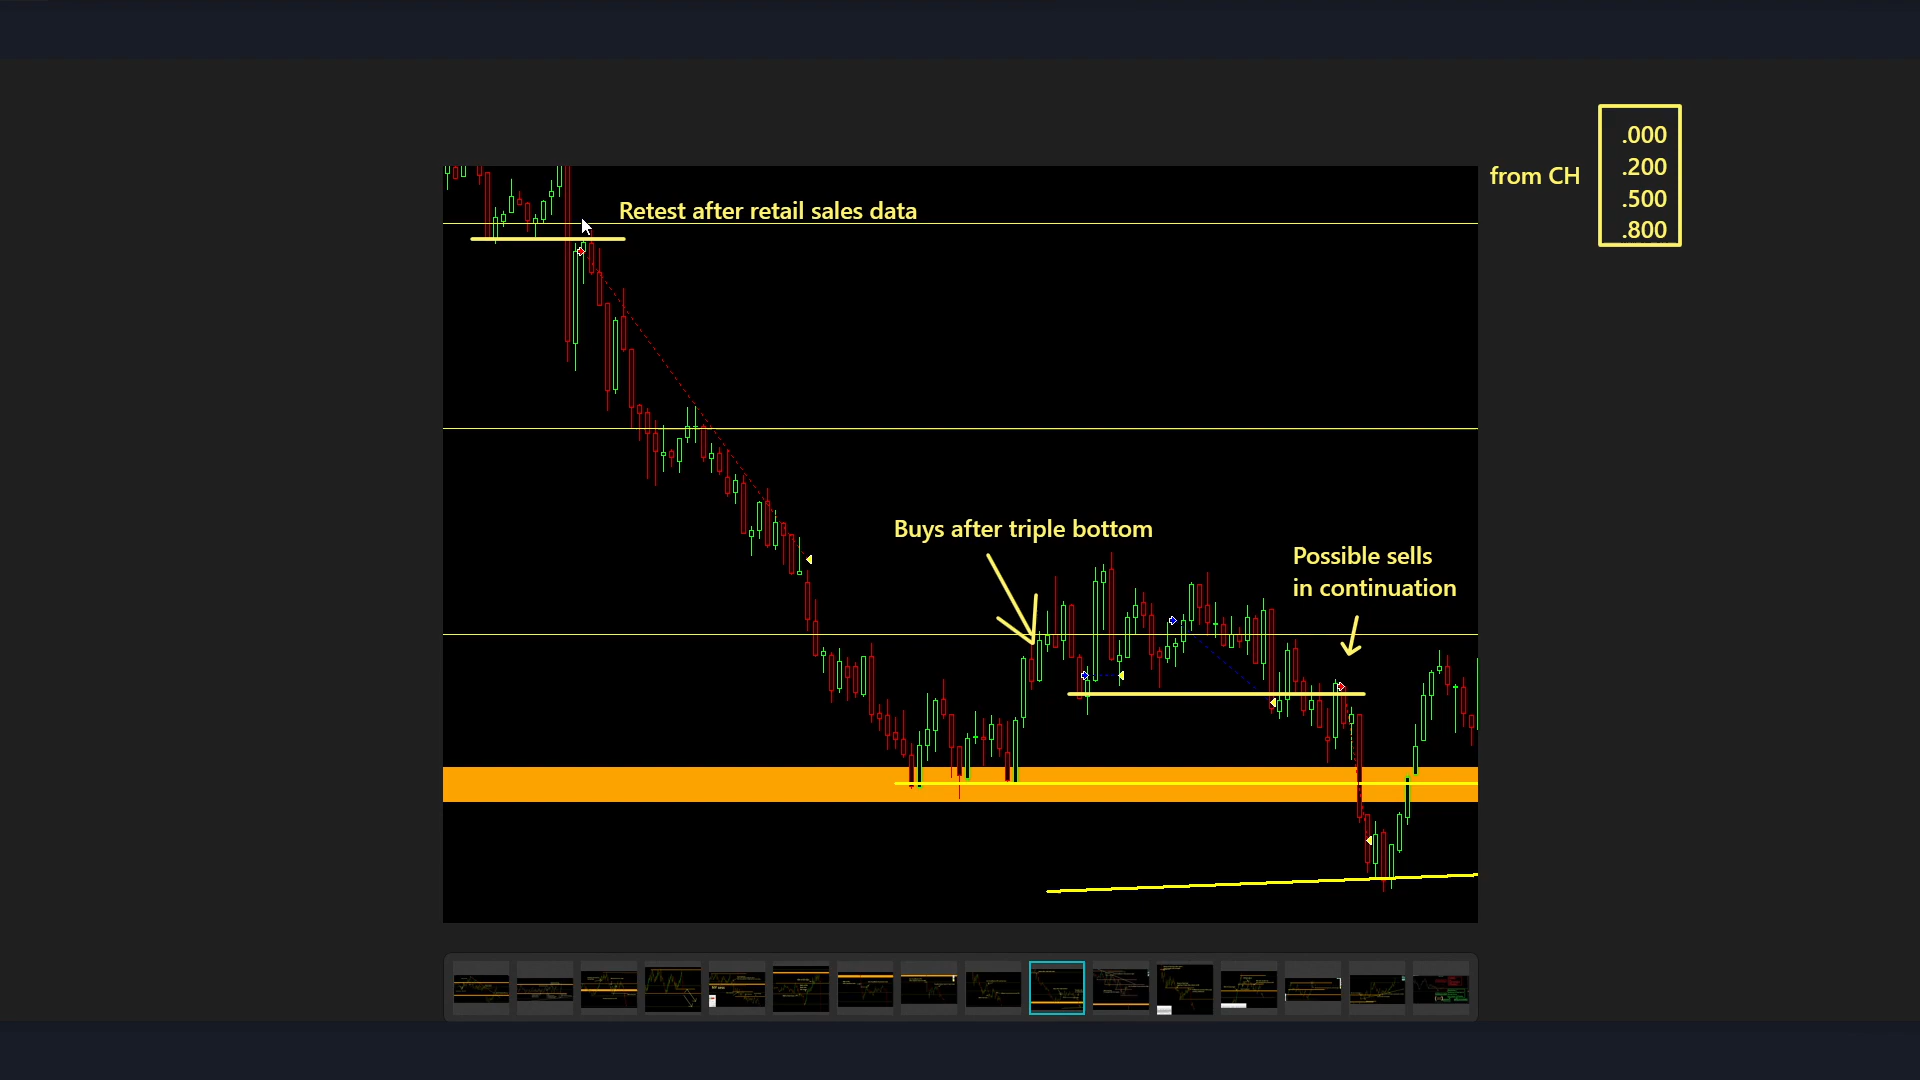 .000
from CH
.200
.500
.800
Retest after retail sales data
Buys after triple bottom
Possible sells
in continuation